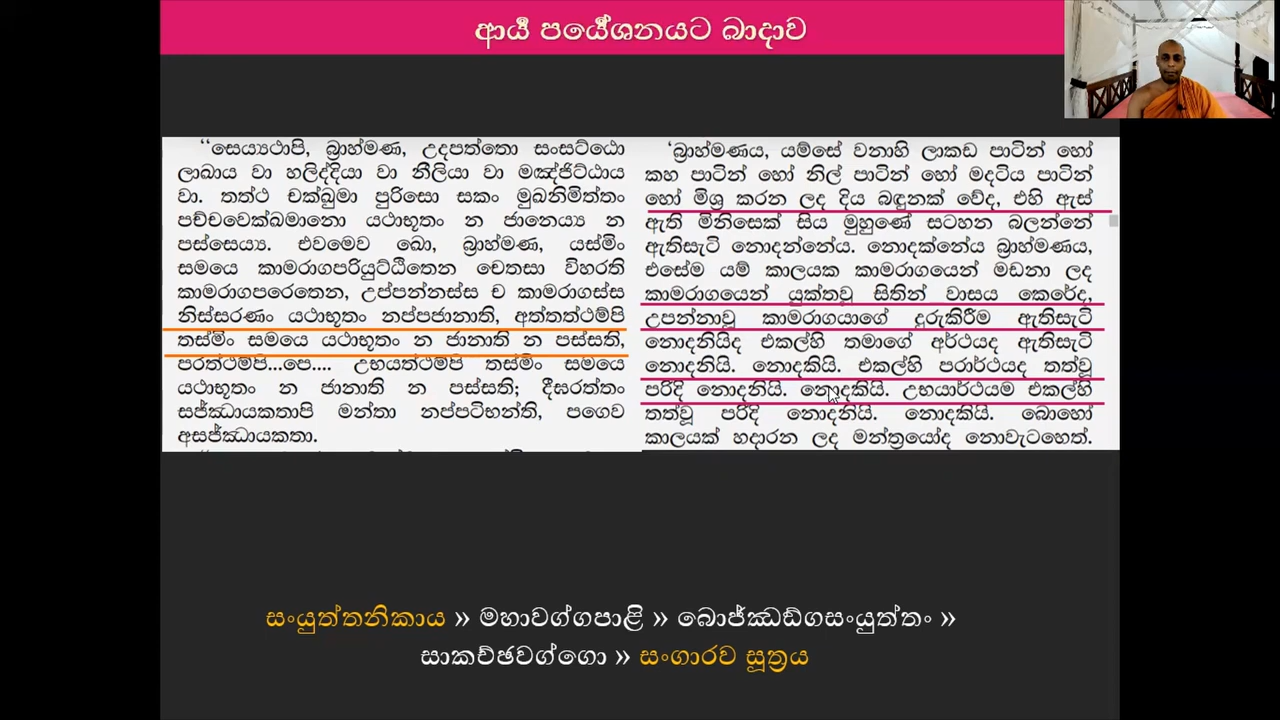 ආර්‍ය පර්‍යේශනයට බාදාව
‘‘සෙය්‍යථාපි, බ්‍රාහ්මණ, උදපත්තො සංසට්ඨො
ලාඛාය වා හලිද්දියා වා නීලියා වා මඤ්ජිට්ඨාය
වා. තත්ථ චක්ඛුමා පුරිසො සකං මුඛනිමිත්තං
පච්චවෙක්ඛමානො යථාභූතං න ජානෙය්‍ය න
පස්සෙය්‍ය. එවමෙව ඛො, බ්‍රාහ්මණ, යස්මිං
සමයෙ කාමරාගපරියුට්ඨිතෙන චෙතසා විහරති
කාමරාගපරෙතෙන, උප්පන්නස්ස ච කාමරාගස්ස
නිස්සරණං යථාභූතං නප්පජානාති, අත්තත්ථම්පි
තස්මිං සමයෙ යථාභූතං න ජානාති න පස්සති,
පරත්ථම්පි...පෙ.... උභයත්ථම්පි තස්මිං සමයෙ
යථාභූතං න ජානාති න පස්සති; දීඝරත්තං
සජ්ඣායකතාපි මන්තා නප්පටිභන්ති, පගෙව
අසජ්ඣායකතා.
‘බ්‍රාහ්මණය, යම්සේ වනාහි ලාකඩ පාටින් හෝ
කහ පාටින් හෝ නිල් පාටින් හෝ මදටිය පාටින්
හෝ මිශ්‍ර කරන ලද දිය බඳුනක් වේද, එහි ඇස්
ඇති මිනිසෙක් සිය මුහුණේ සටහන බලන්නේ
ඇතිසැටි නොදන්නේය. නොදක්නේය බ්‍රාහ්මණය,
එසේම යම් කාලයක කාමරාගයෙන් මඩනා ලද
කාමරාගයෙන් යුක්තවූ සිතින් වාසය කෙරේද,
උපන්නාවූ කාමරාගයාගේ දුරුකිරීම ඇතිසැටි
නොදනියිද එකල්හි තමාගේ අර්ථයද ඇතිසැටි
නොදනියි. නොදකියි. එකල්හි පරාර්ථයද තත්වූ
පරිදි නොදනියි. නොදකියි. උභයාර්ථයම එකල්හි
තත්වූ පරිදි නොදනියි. නොදකියි. බොහෝ
කාලයක් හදාරන ලද මන්ත්‍රයෝද නොවැටහෙත්.
සංයුත්තනිකාය » මහාවග්ගපාළි » බොජ්ඣඞ්ගසංයුත්තං »
සාකච්ඡවග්ගො » සංගාරව සූත්‍රය